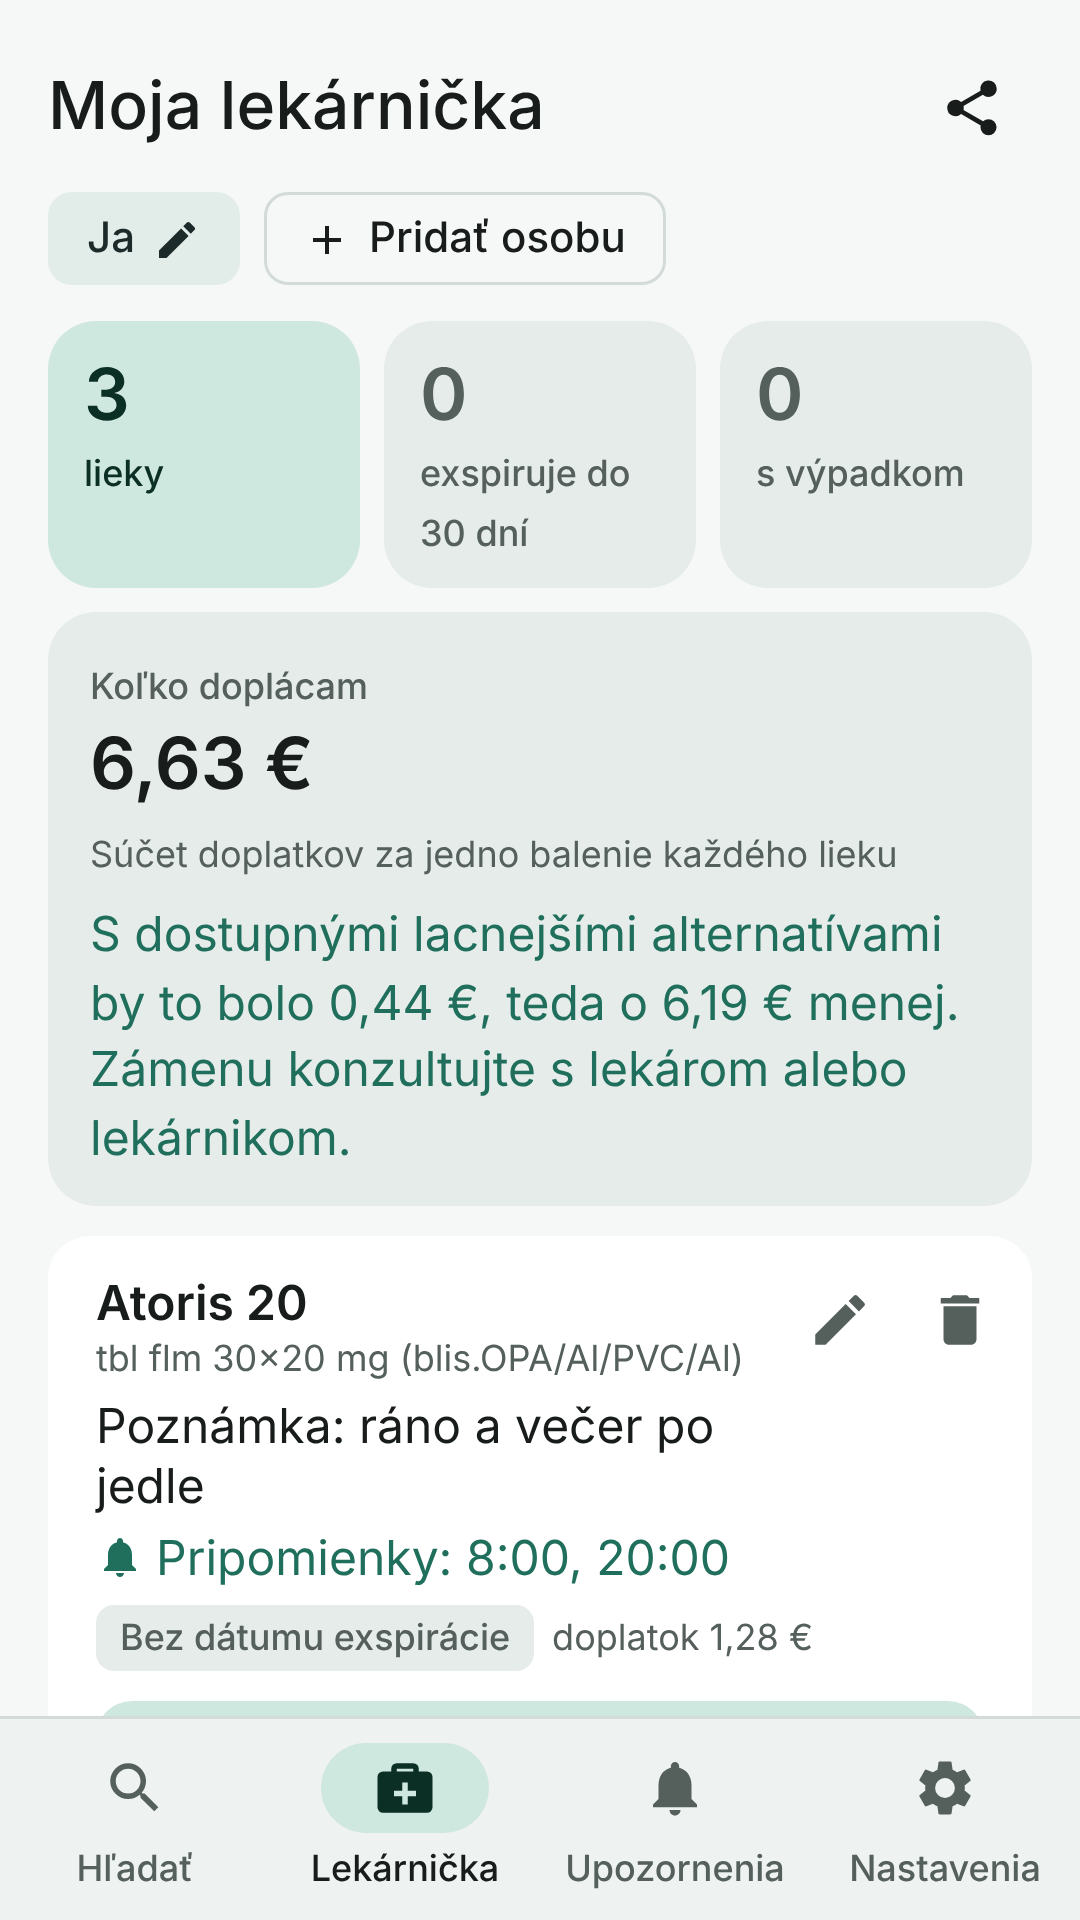 Moja lekárnička
Ja
Pridať osobu
3
lieky
0
exspiruje do
30 dní
0
s výpadkom
Koľko doplácam
6,63 €
Súčet doplatkov za jedno balenie každého lieku
S dostupnými lacnejšími alternatívami
by to bolo 0,44 €, teda o 6,19 € menej.
Zámenu konzultujte s lekárom alebo
lekárnikom.
Atoris 20
tbl flm 30×20 mg (blis.OPA/Al/PVC/Al)
Poznámka: ráno a večer po
jedle
Pripomienky: 8:00, 20:00
Bez dátumu exspirácie
doplatok 1,28 €
Hľadať
Lekárnička
Upozornenia
Nastavenia